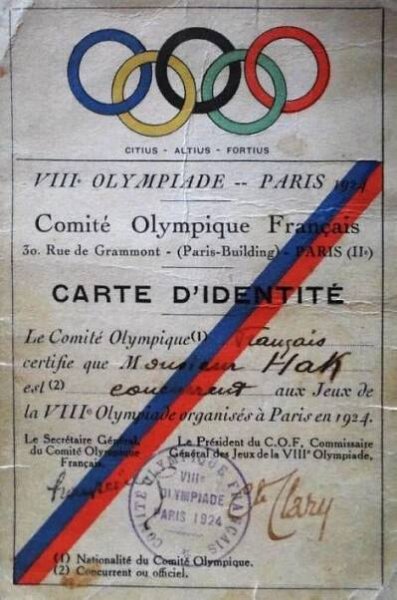 CITIUS - ALTIUS - FORTIUS
VIIIe OLYMPIADE -- PARIS 1924
Comité Olympique Français
30, Rue de Grammont - (Paris-Building) - PARIS (IIe)
CARTE D'IDENTITÉ
Le Comité Olympique(1) Français
certifie que Monsieur Hak
est (2) concurrent aux Jeux de
la VIIIe Olympiade organisés à Paris en 1924.
Le Secrétaire Général
du Comité Olympique
Français.
Le Président du C.O.F. Commissaire
Général des Jeux de la VIIIe Olympiade,
Clary
COMITÉ OLYMPIQUE FRANÇAIS
VIIIe
OLYMPIADE
PARIS 1924
(1) Nationalité du Comité Olympique.
(2) Concurrent ou officiel.